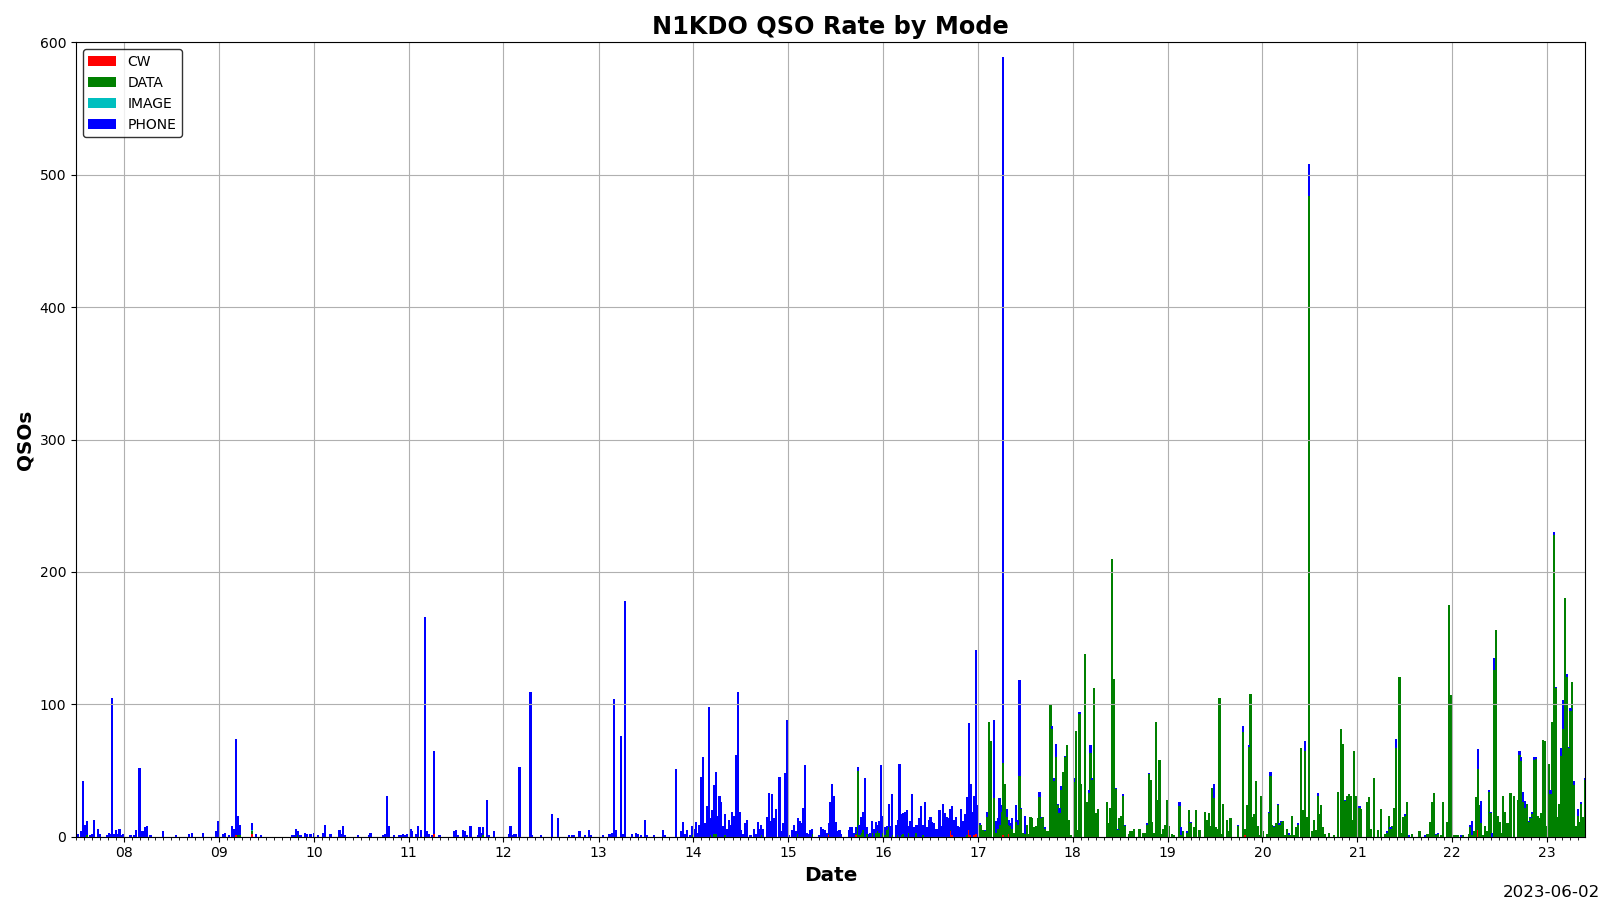 N1KDO QSO Rate by Mode
CW
DATA
IMAGE
PHONE
600
500
400
300
200
100
0
QSOs
08 09 10 11 12 13 14 15 16 17 18 19 20 21 22 23
Date
2023-06-02